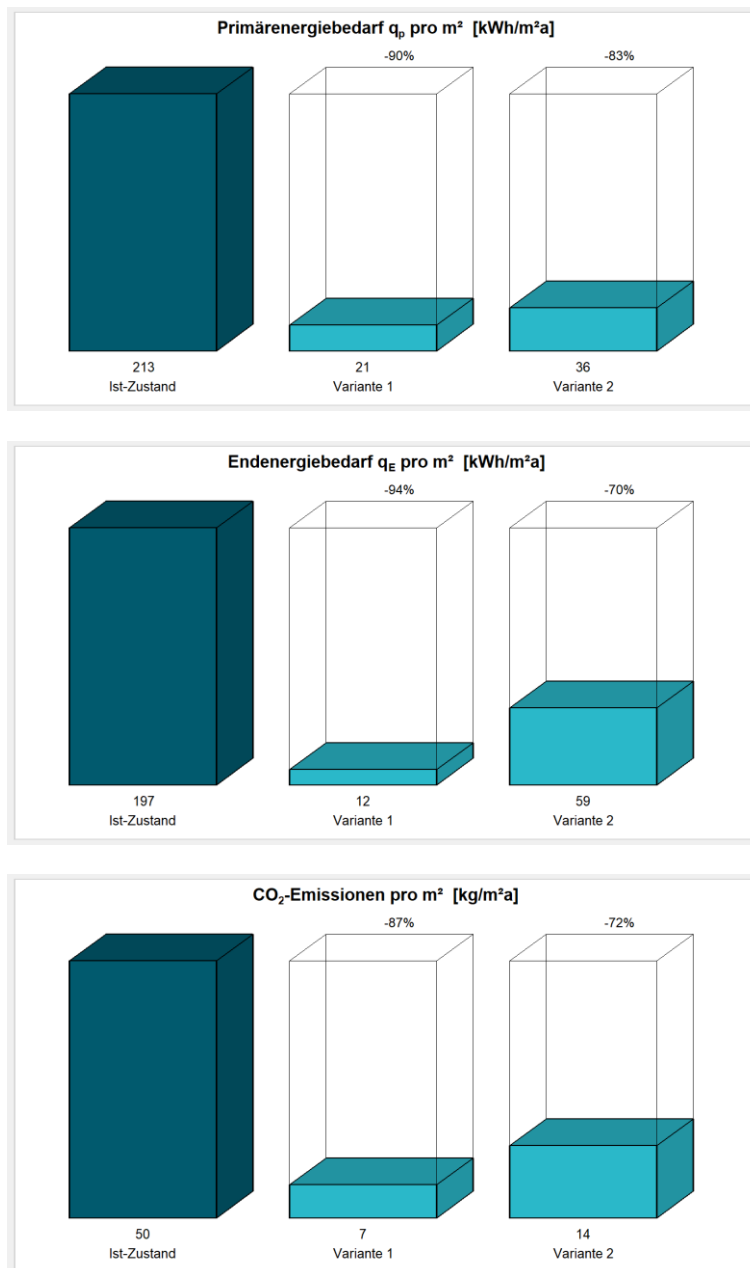 Primärenergiebedarf qₚ pro m² [kWh/m²a]
-90% -83%
213 21 36
Ist-Zustand Variante 1 Variante 2
Endenergiebedarf q_E pro m² [kWh/m²a]
-94% -70%
197 12 59
Ist-Zustand Variante 1 Variante 2
CO₂-Emissionen pro m² [kg/m²a]
-87% -72%
50 7 14
Ist-Zustand Variante 1 Variante 2